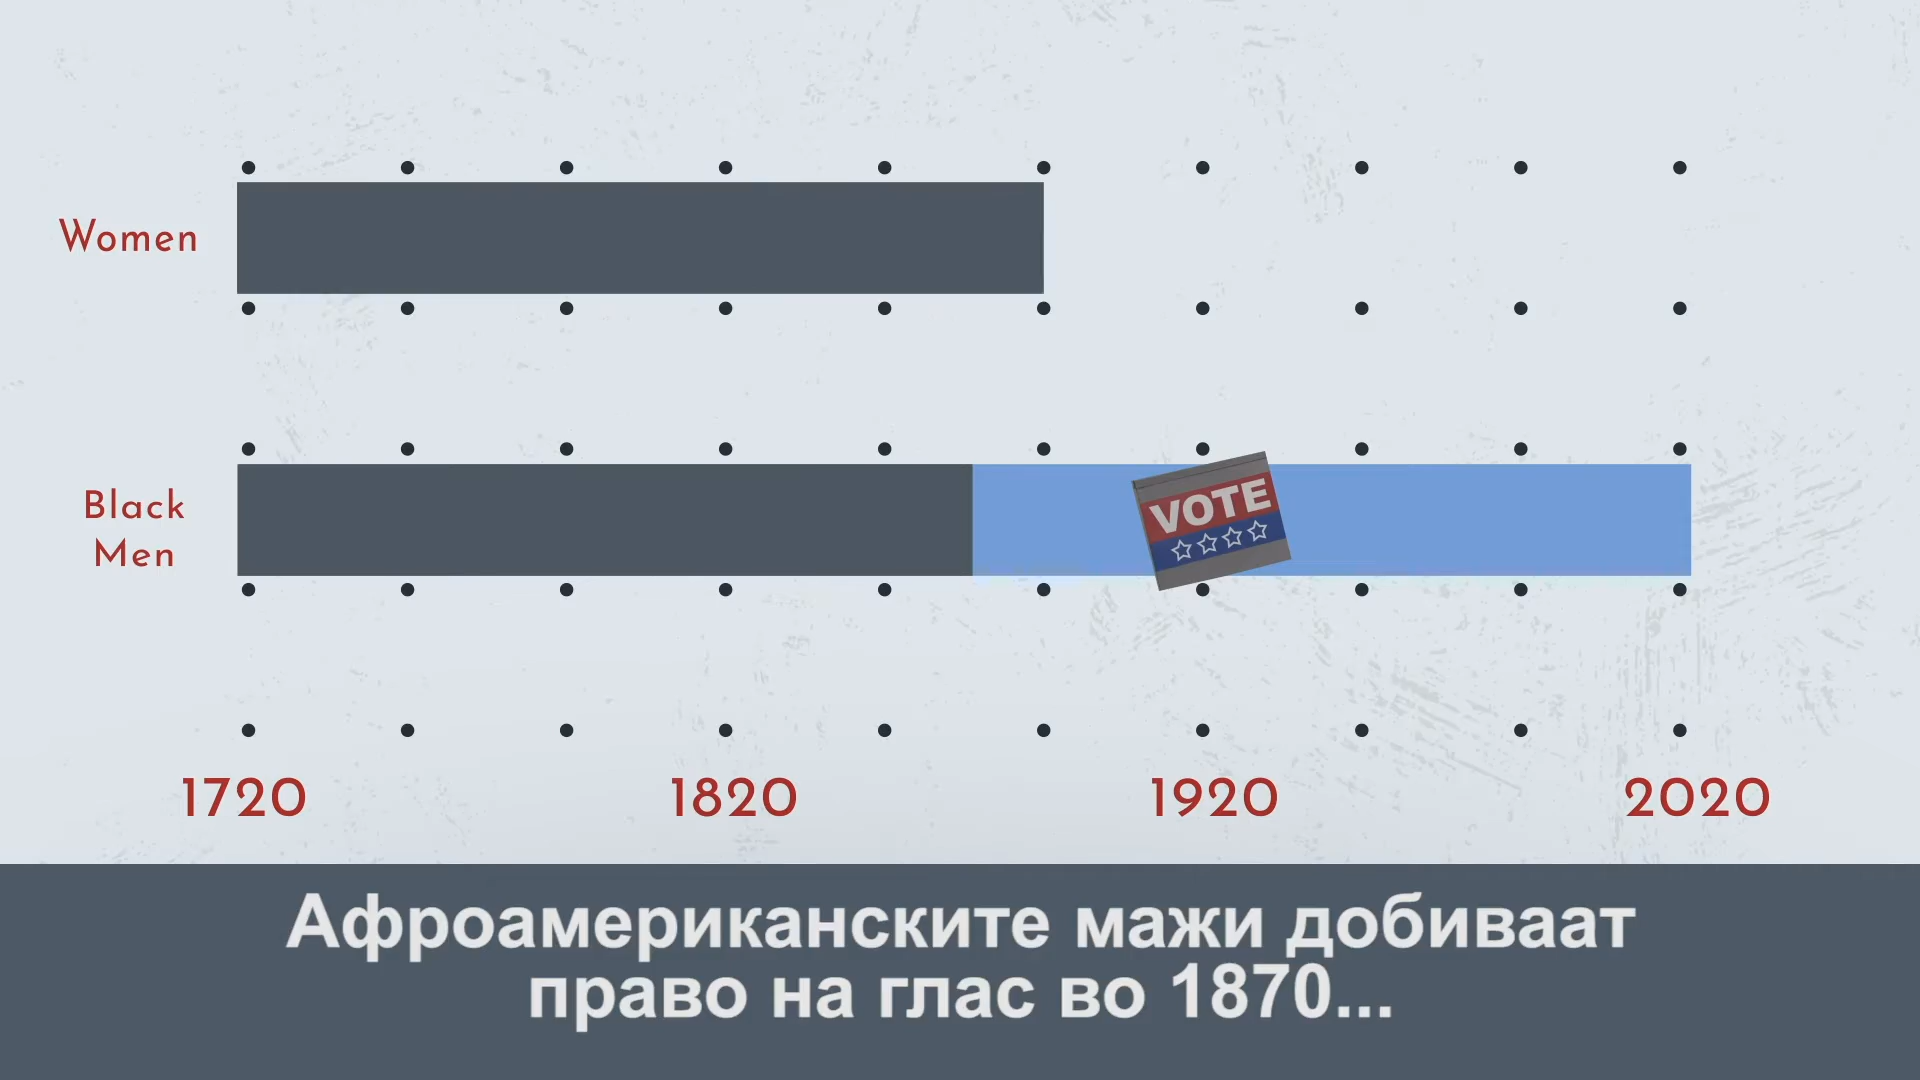 Women
Black
Men
VOTE
1720 1820 1920 2020
Афроамериканските мажи добиваат
право на глас во 1870...